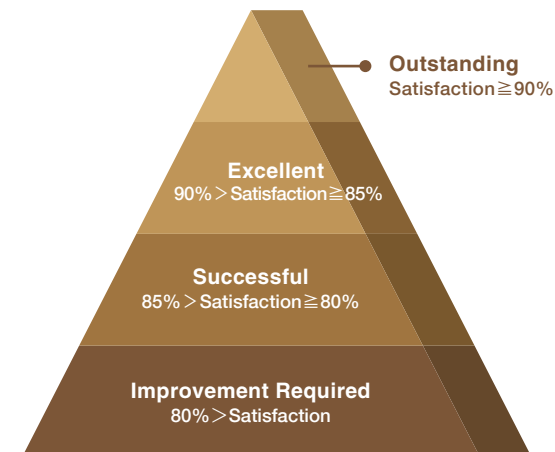 Outstanding
Satisfaction≧90%
Excellent
90%＞Satisfaction≧85%
Successful
85%＞Satisfaction≧80%
Improvement Required
80%＞Satisfaction